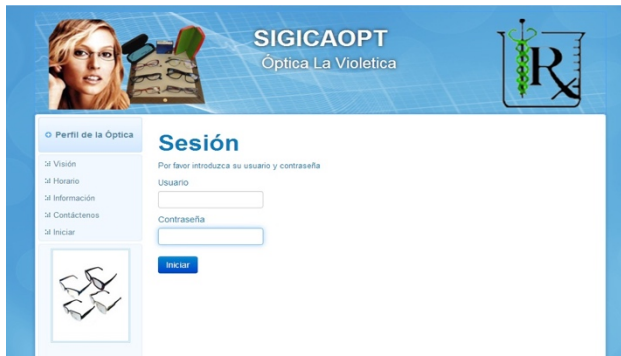 SIGICAOPT
Óptica La Violetica
Rx
Perfil de la Óptica
Visión
Horario
Información
Contáctenos
Iniciar
Sesión
Por favor introduzca su usuario y contraseña
Usuario
Contraseña
Iniciar